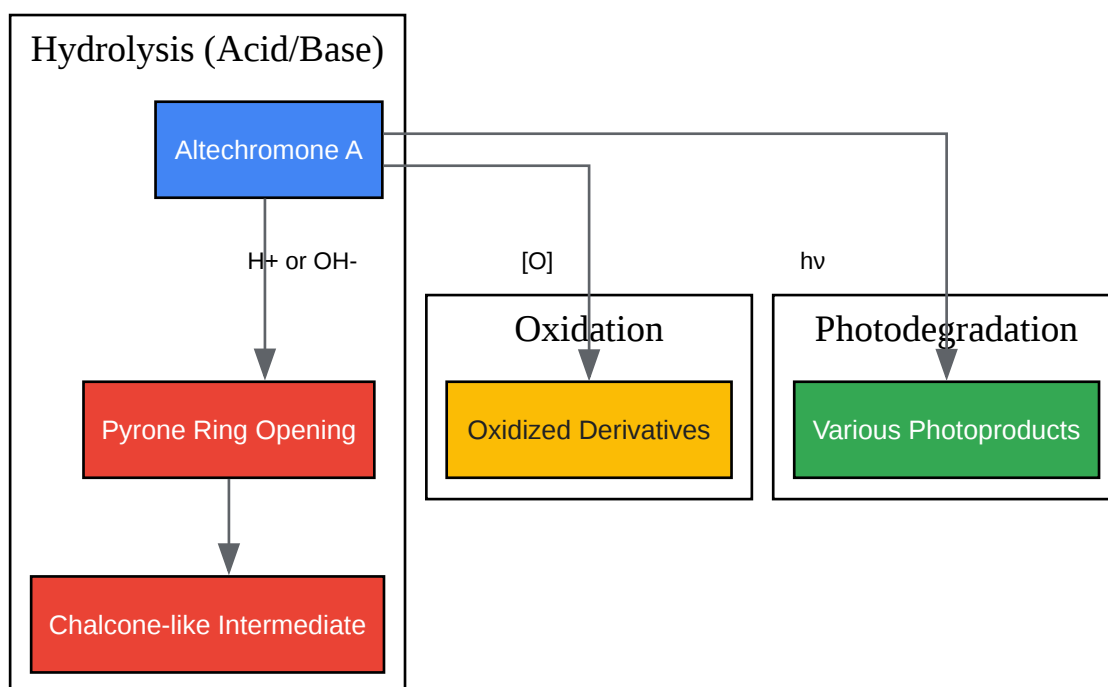 Hydrolysis (Acid/Base)
Altechromone A
H+ or OH-
[O]
hν
Oxidation
Photodegradation
Pyrone Ring Opening
Oxidized Derivatives
Various Photoproducts
Chalcone-like Intermediate